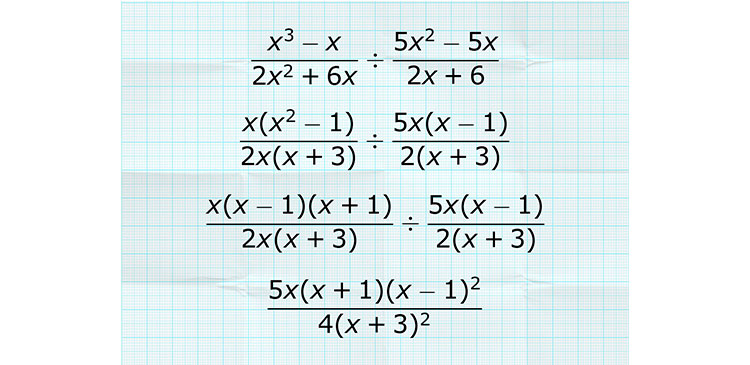 x³ – x / 2x² + 6x ÷ 5x² – 5x / 2x + 6
x(x² – 1) / 2x(x + 3) ÷ 5x(x – 1) / 2(x + 3)
x(x – 1)(x + 1) / 2x(x + 3) ÷ 5x(x – 1) / 2(x + 3)
5x(x + 1)(x – 1)² / 4(x + 3)²